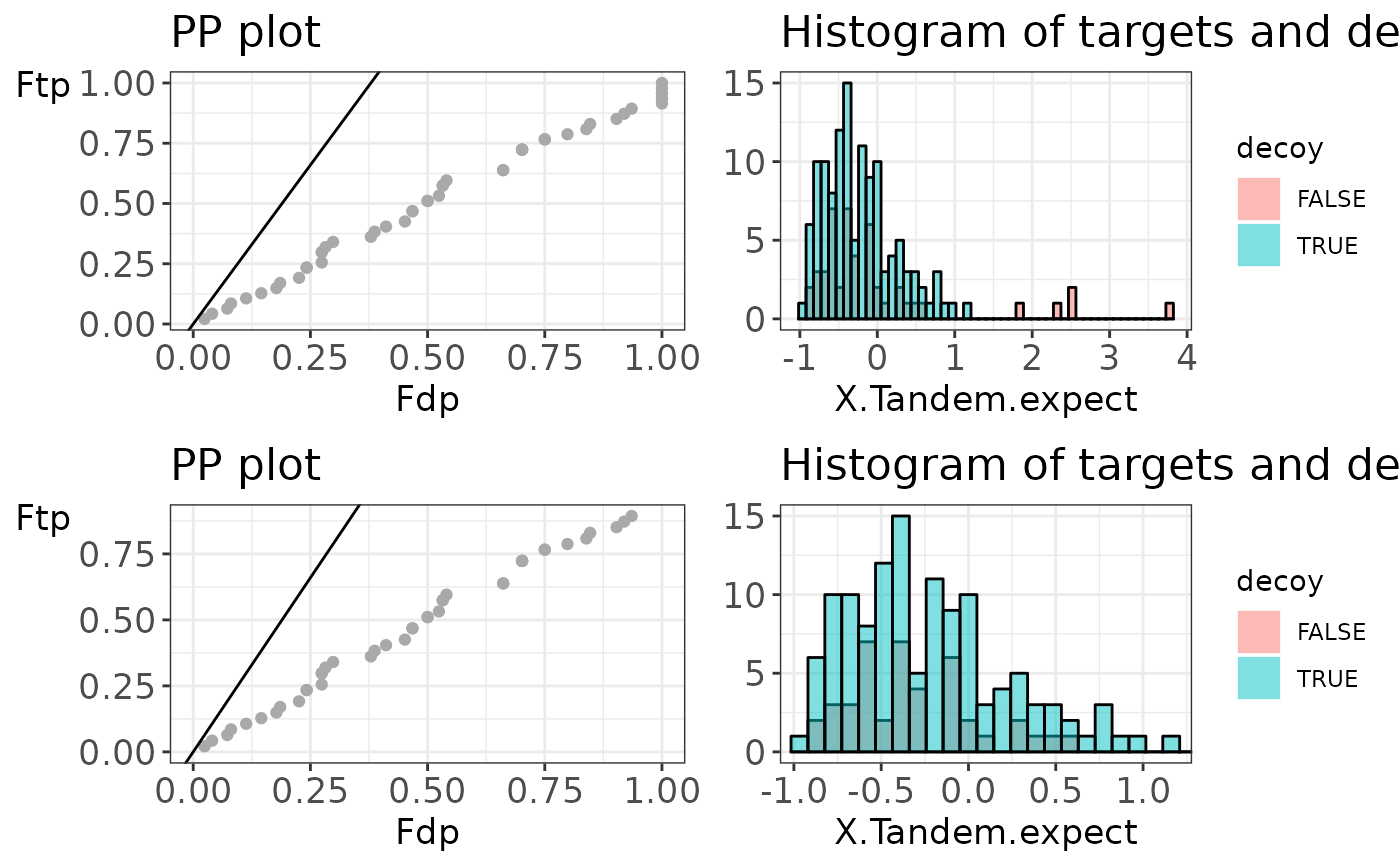 PP plot
Ftp
1.00
0.75
0.50
0.25
0.00
0.00 0.25 0.50 0.75 1.00
Fdp
Histogram of targets and de
15
10
5
0
-1 0 1 2 3 4
X.Tandem.expect
decoy
FALSE
TRUE
PP plot
Ftp
0.75
0.50
0.25
0.00
0.00 0.25 0.50 0.75 1.00
Fdp
Histogram of targets and de
15
10
5
0
-1.0 -0.5 0.0 0.5 1.0
X.Tandem.expect
decoy
FALSE
TRUE